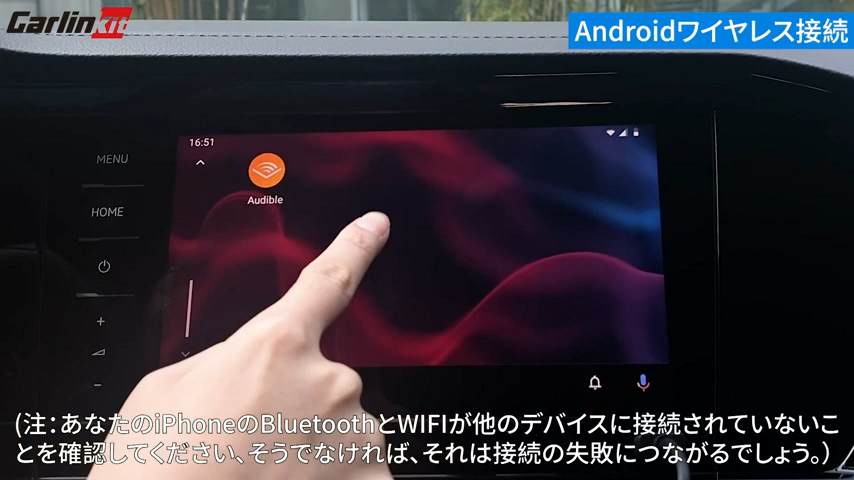 Carlinkit
Androidワイヤレス接続
16:51
MENU
HOME
Audible
+
-
(注:あなたのiPhoneのBluetoothとWIFIが他のデバイスに接続されていないこ
とを確認してください、そうでなければ、それは接続の失敗につながるでしょう。)